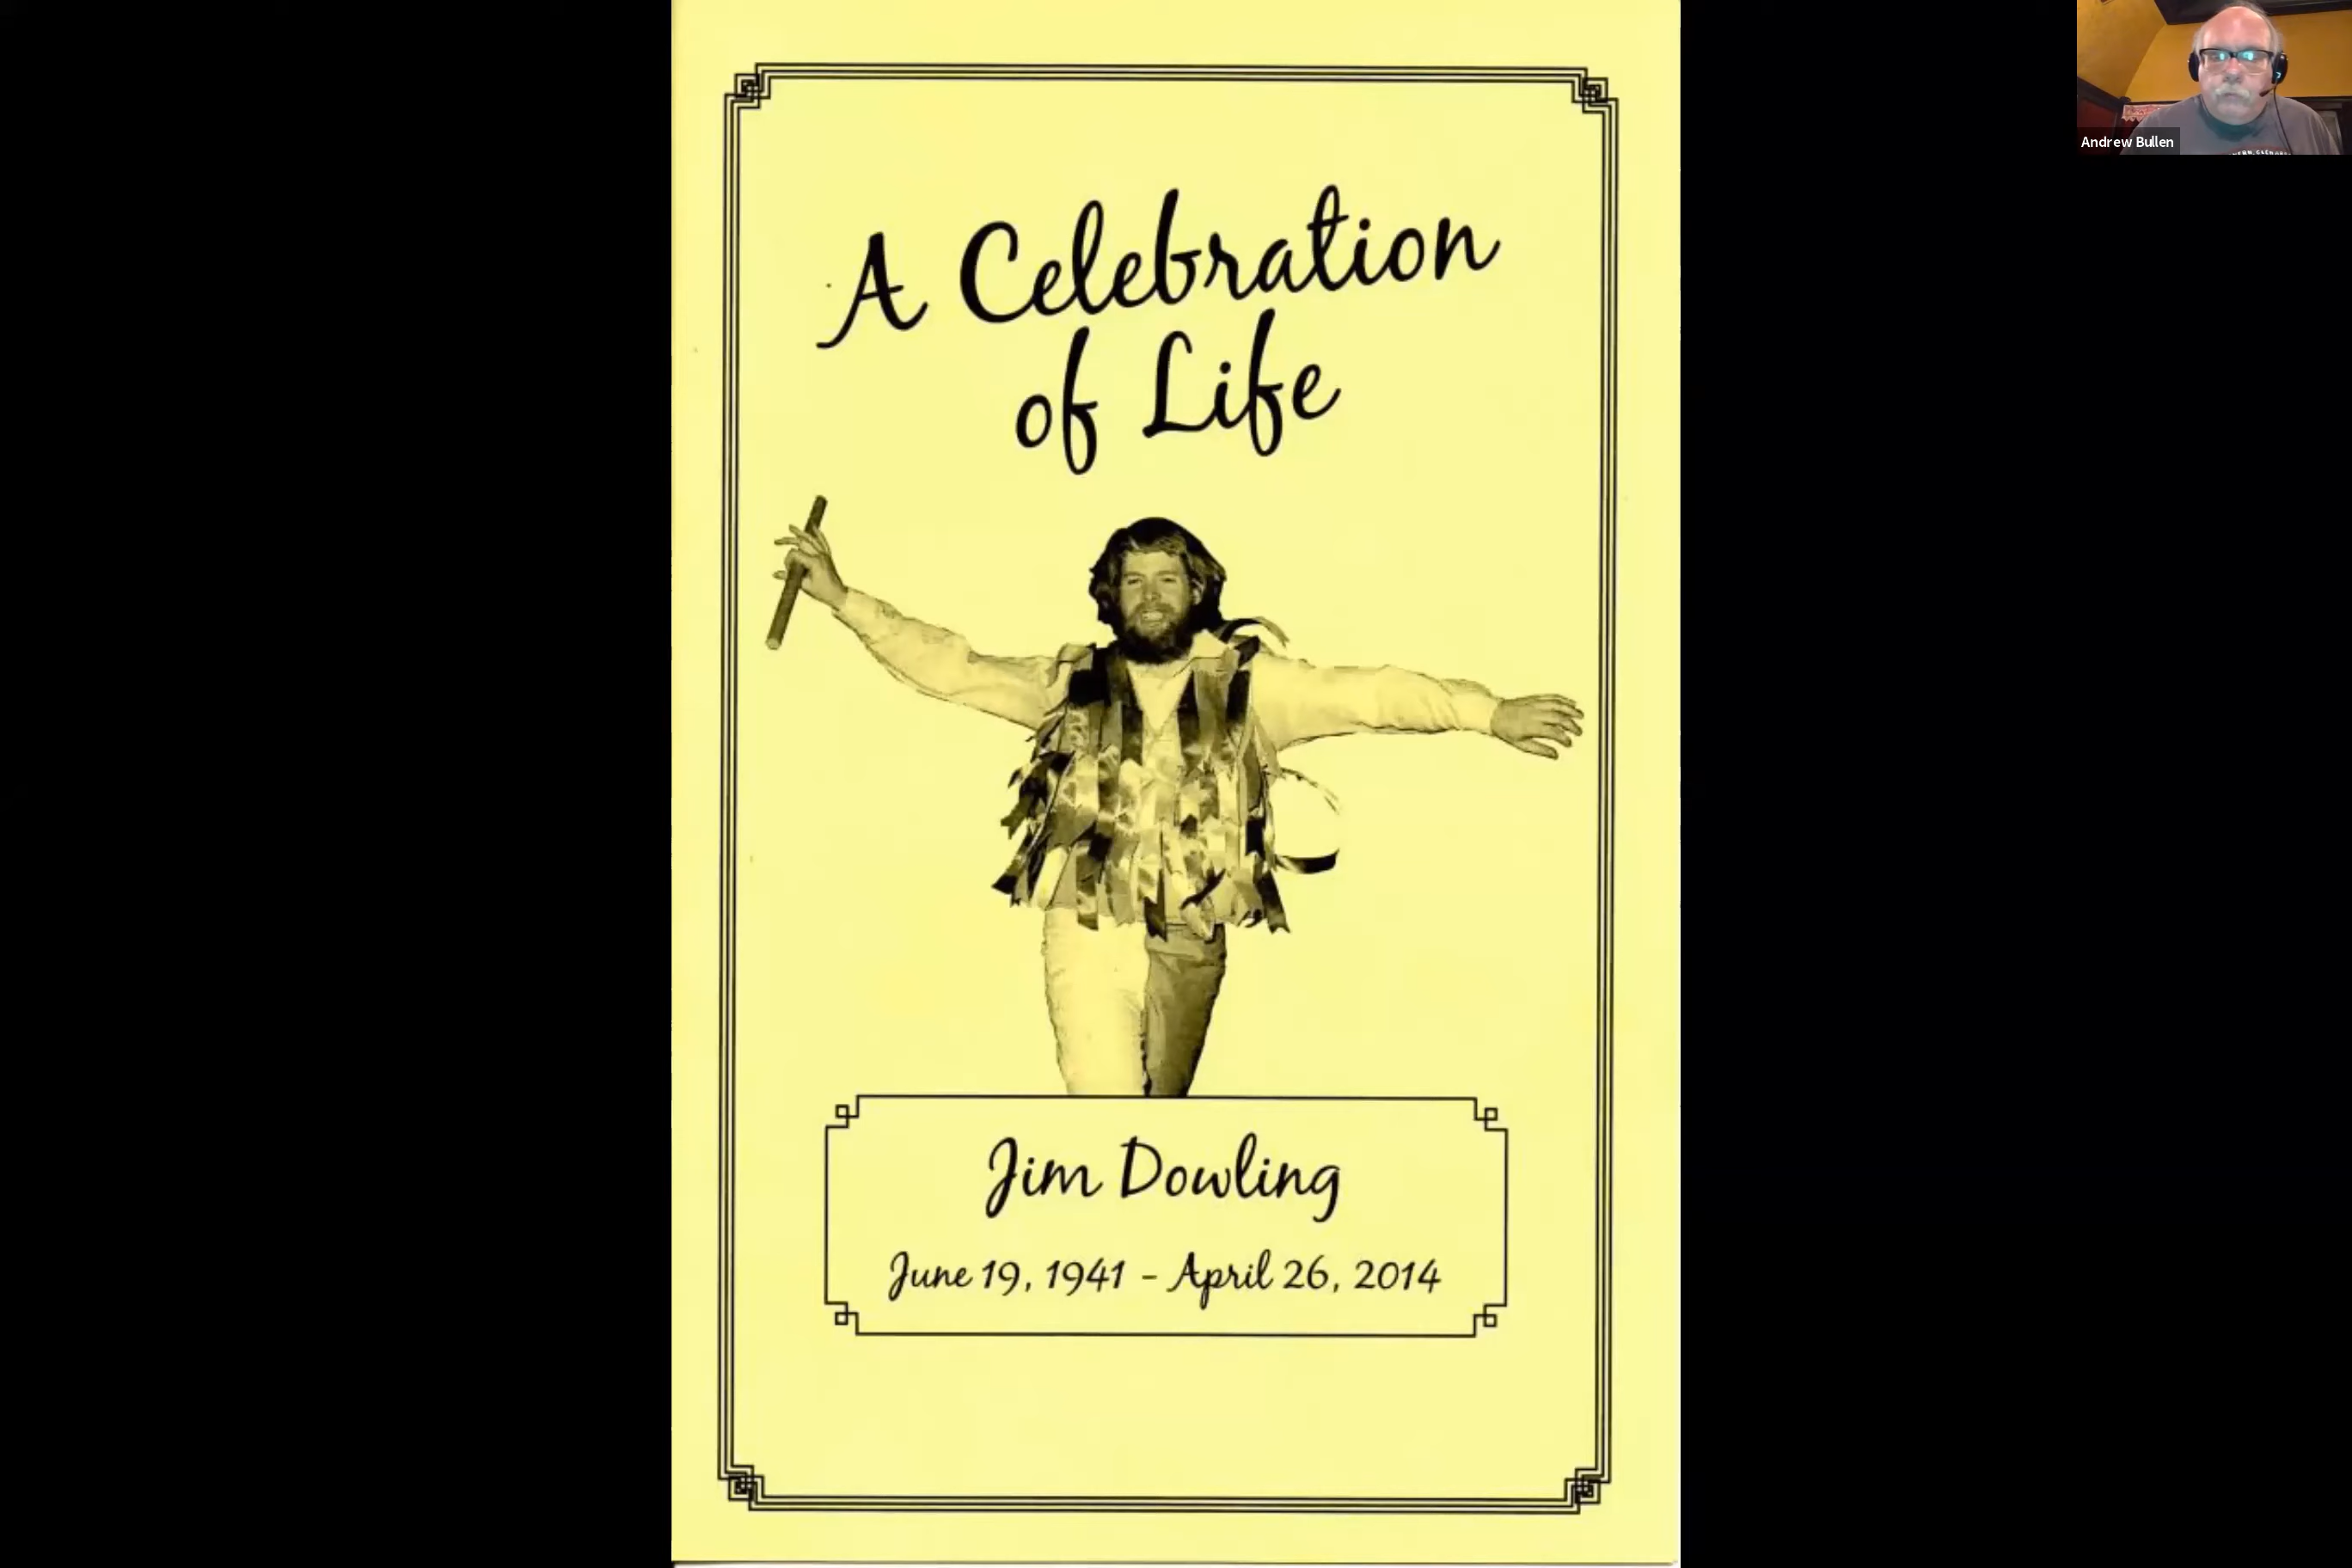 A Celebration
of Life
Jim Dowling
June 19, 1941 - April 26, 2014
Andrew Bullen